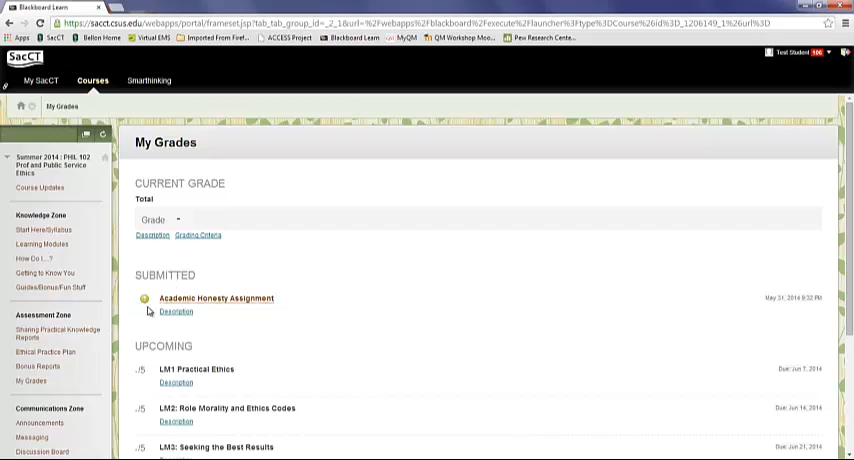 Blackboard Learn
https://sacct.csus.edu/webapps/portal/frameset.jsp?tab_tab_group_id=_2_1&url=%2Fwebapps%2Fblackboard%2Fexecute%2Flauncher%3Ftype%3DCourse%26id%3D_1206149_1%26url%3D
Apps SacCT Bellon Home Virtual EMS Imported From Firef... ACCESS Project Blackboard Learn MyQM QM Workshop Moo... Pew Research Cente...
SacCT
Test Student 106
My SacCT Courses Smarthinking
My Grades
Summer 2014 : PHIL 102
Prof and Public Service
Ethics
Course Updates
Knowledge Zone
Start Here/Syllabus
Learning Modules
How Do I...?
Getting to Know You
Guides/Bonus/Fun Stuff
Assessment Zone
Sharing Practical Knowledge
Reports
Ethical Practice Plan
Bonus Reports
My Grades
Communications Zone
Announcements
Messaging
Discussion Board
My Grades
CURRENT GRADE
Total
Grade -
Description Grading Criteria
SUBMITTED
Academic Honesty Assignment May 31, 2014 9:32 PM
Description
UPCOMING
./5 LM1 Practical Ethics Due: Jun 7, 2014
Description
./5 LM2: Role Morality and Ethics Codes Due: Jun 14, 2014
Description
./5 LM3: Seeking the Best Results Due: Jun 21, 2014